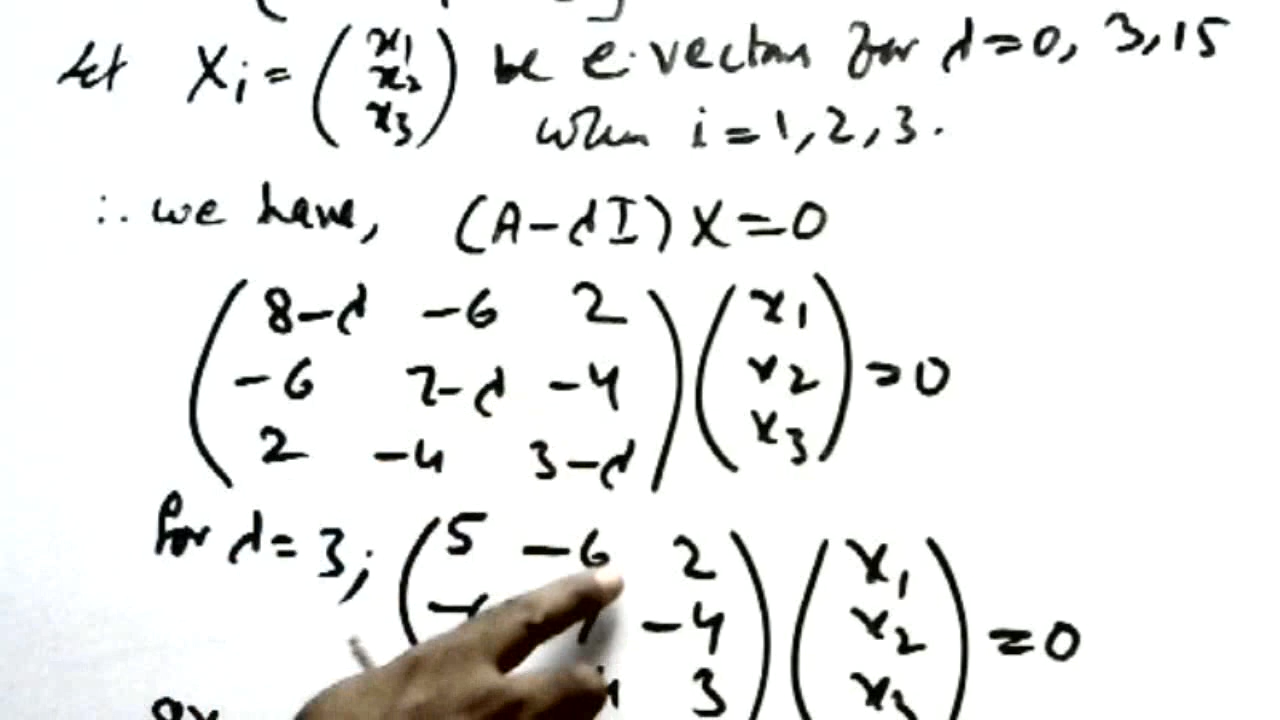 let Xi = (x1 x2 x3) be e.vectors for λ=0, 3, 15
when i=1, 2, 3.
∴ we have, (A-λI) X = 0
(8-λ -6 2) (x1
-6 7-λ -4 x2 = 0
2 -4 3-λ) x3)
for λ=3; (5 -6 2) (x1
-4 x2 = 0
3 x3